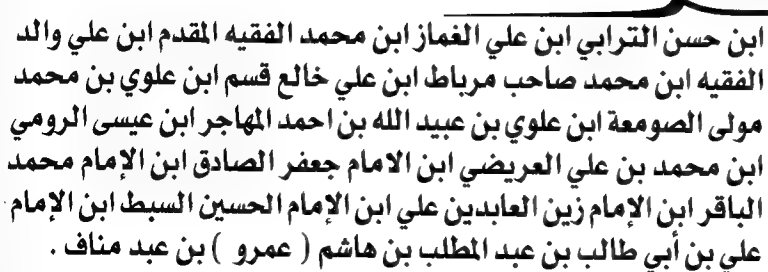 ابن حسن الترابي ابن علي الغماز ابن محمد الفقيه المقدم ابن علي والد
الفقيه ابن محمد صاحب مرباط ابن علي خالع قسم ابن علوي بن محمد
مولى الصومعة ابن علوي بن عبيد الله بن احمد المهاجر ابن عيسى الرومي
ابن محمد بن علي العريضي ابن الامام جعفر الصادق ابن الإمام محمد
الباقر ابن الإمام زين العابدين علي ابن الإمام الحسين السبط ابن الإمام
علي بن أبي طالب بن عبد المطلب بن هاشم ( عمرو ) بن عبد مناف .